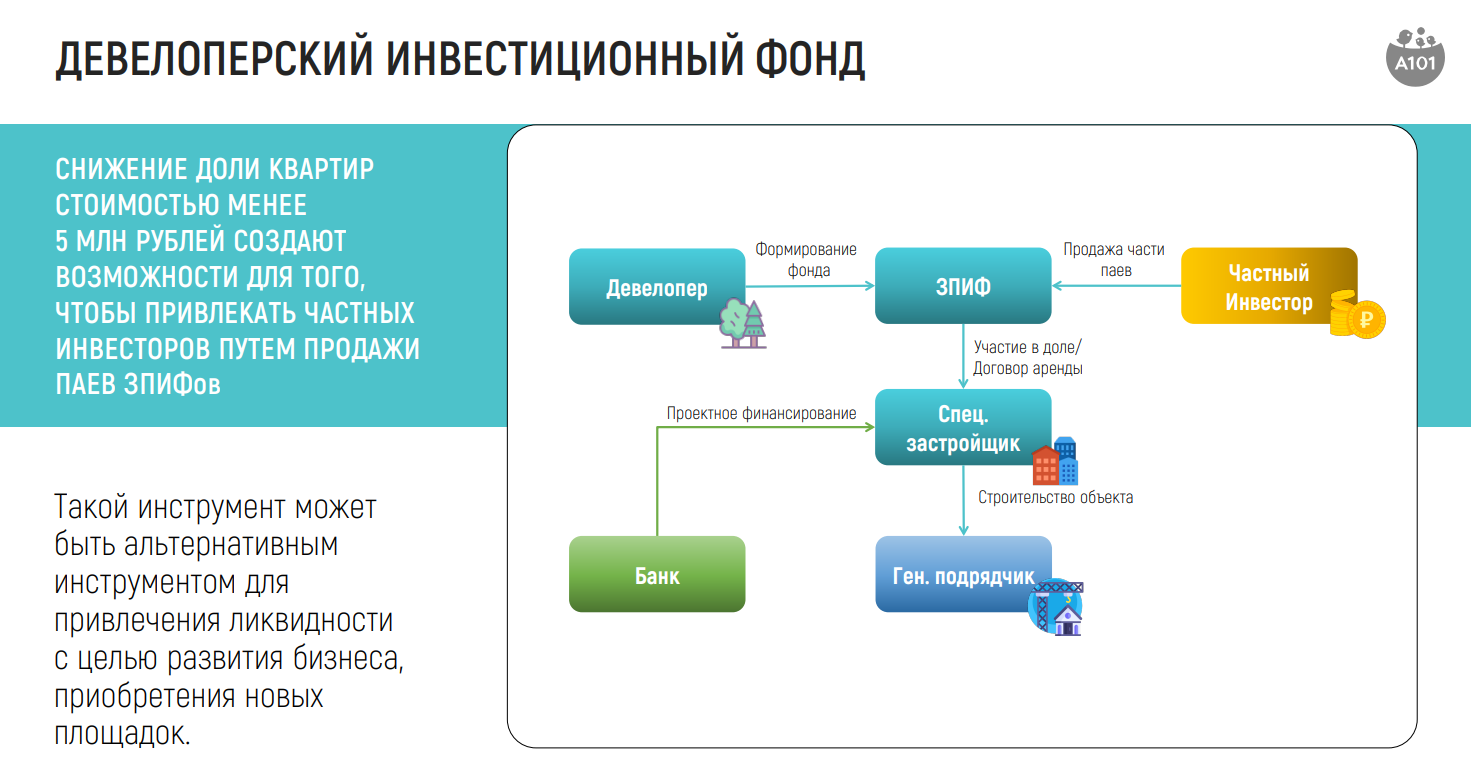 ДЕВЕЛОПЕРСКИЙ ИНВЕСТИЦИОННЫЙ ФОНД
А101
СНИЖЕНИЕ ДОЛИ КВАРТИР
СТОИМОСТЬЮ МЕНЕЕ
5 МЛН РУБЛЕЙ СОЗДАЮТ
ВОЗМОЖНОСТИ ДЛЯ ТОГО,
ЧТОБЫ ПРИВЛЕКАТЬ ЧАСТНЫХ
ИНВЕСТОРОВ ПУТЕМ ПРОДАЖИ
ПАЕВ ЗПИФов
Такой инструмент может
быть альтернативным
инструментом для
привлечения ликвидности
с целью развития бизнеса,
приобретения новых
площадок.
Девелопер
Формирование
фонда
ЗПИФ
Продажа части
паев
Частный
Инвестор
₽
Участие в доле/
Договор аренды
Проектное финансирование
Спец.
застройщик
Строительство объекта
Банк
Ген. подрядчик